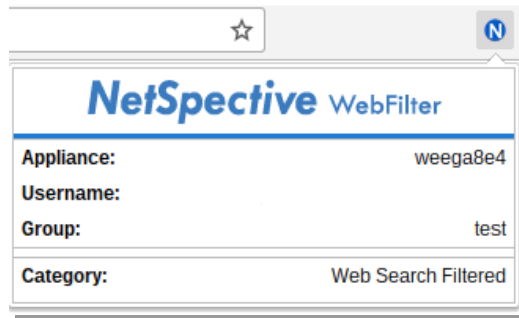 N
NetSpective WebFilter
Appliance: weega8e4
Username:
Group: test
Category: Web Search Filtered